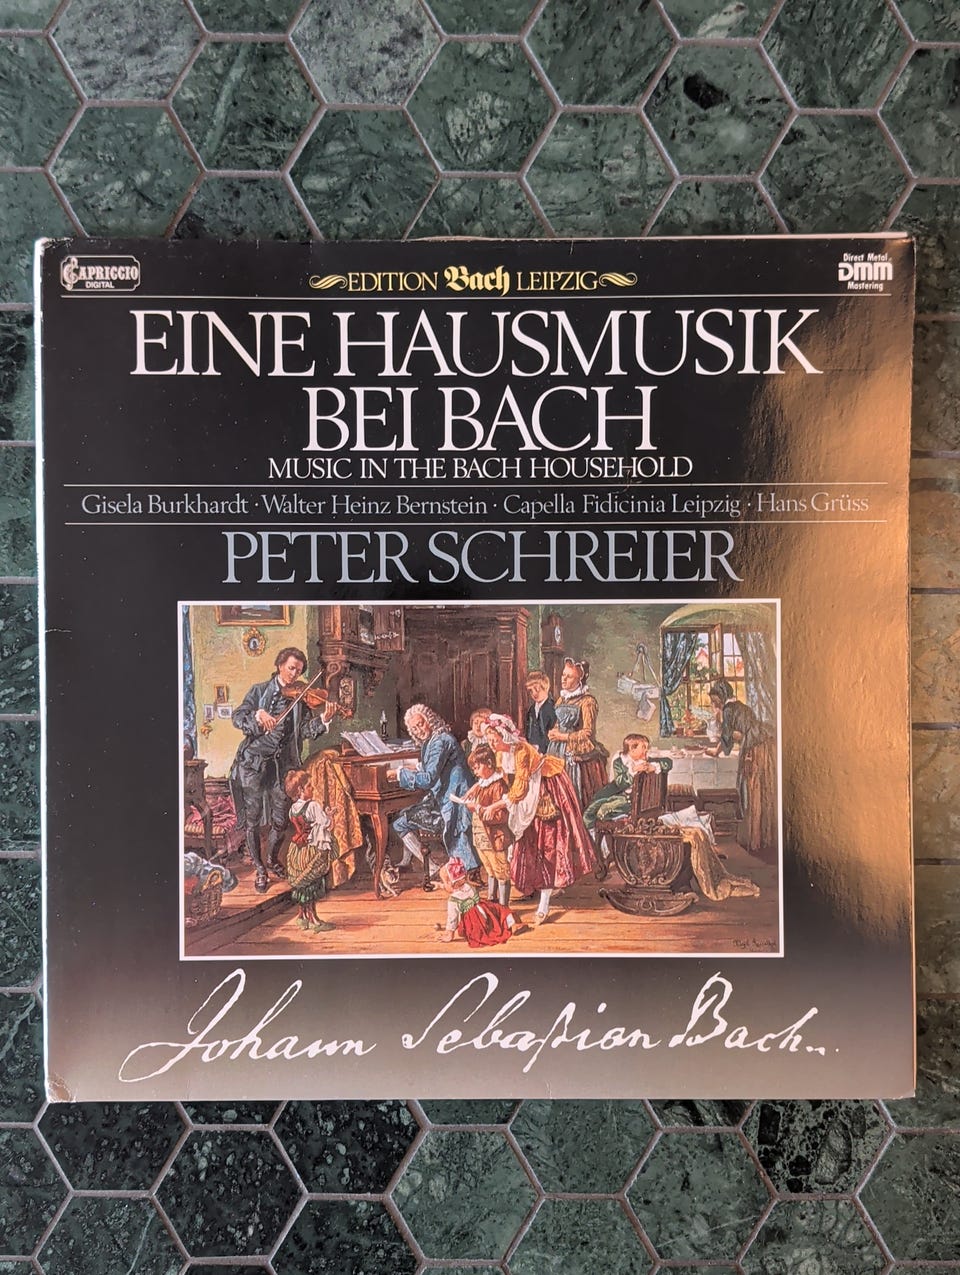 CAPRICCIO
DIGITAL
EDITION Bach LEIPZIG
Direct Metal
DMM
Mastering
EINE HAUSMUSIK
BEI BACH
MUSIC IN THE BACH HOUSEHOLD
Gisela Burkhardt · Walter Heinz Bernstein · Capella Fidicinia Leipzig · Hans Grüss
PETER SCHREIER
Johann Sebaſtian Bach..